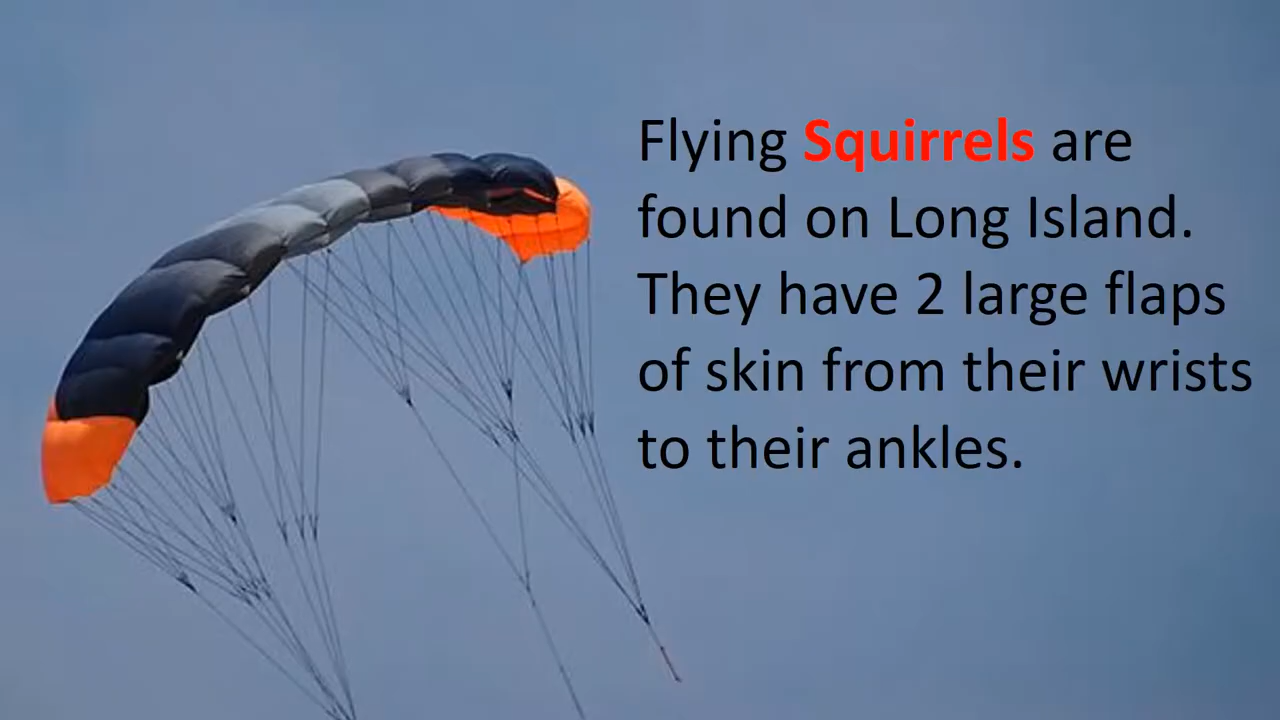 Flying Squirrels are
found on Long Island.
They have 2 large flaps
of skin from their wrists
to their ankles.